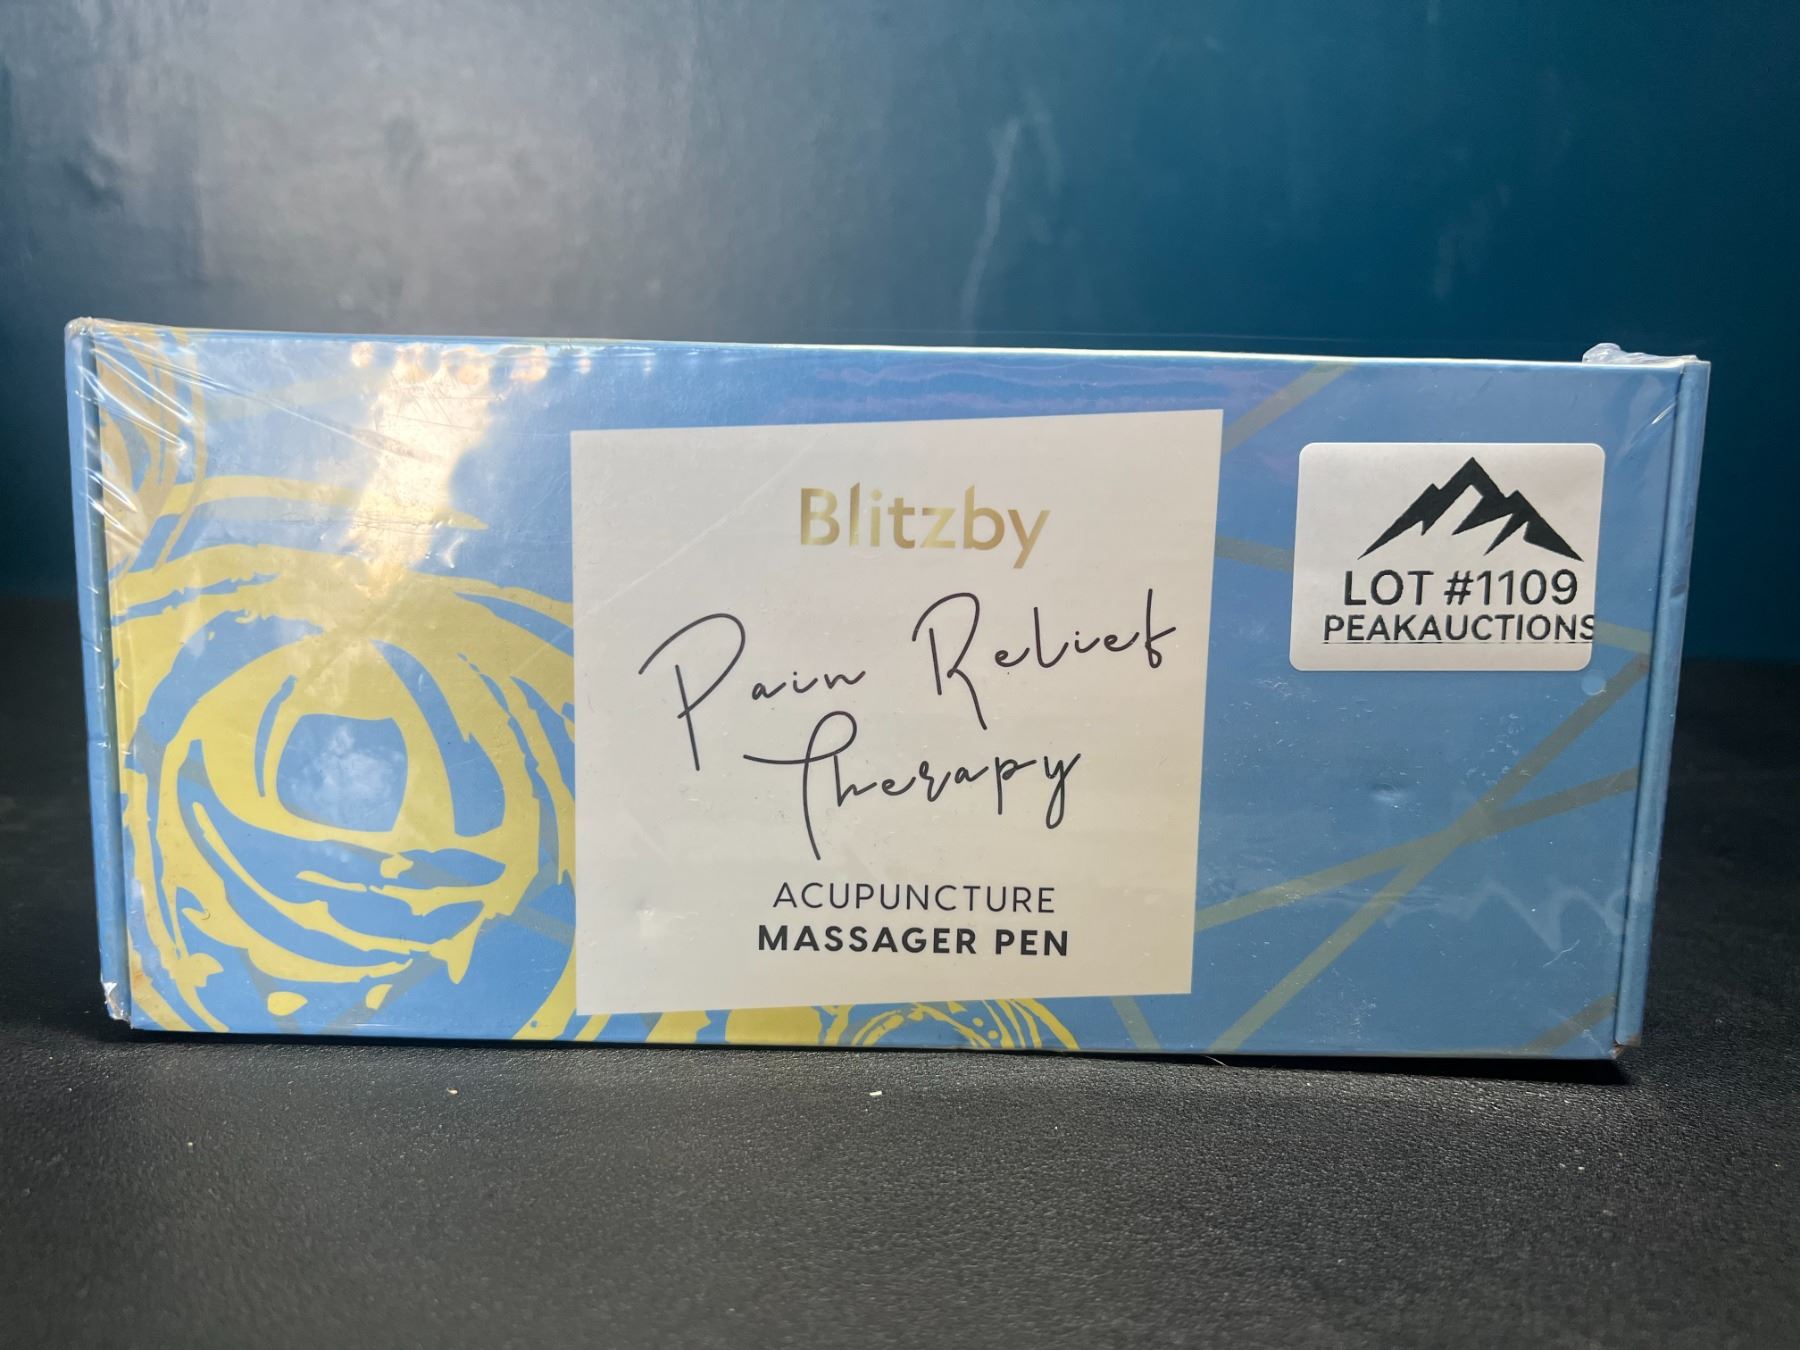 Blitzby
Pain Relief
Therapy
ACUPUNCTURE
MASSAGER PEN
LOT #1109
PEAKAUCTIONS